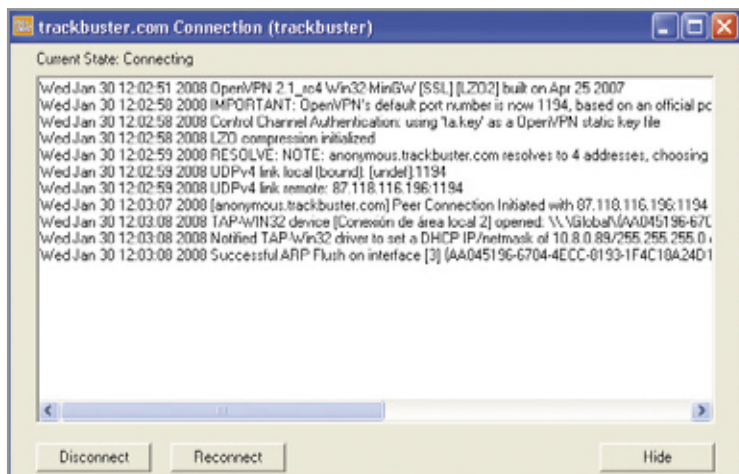 trackbuster.com Connection (trackbuster)
Current State: Connecting
Wed Jan 30 12:02:51 2008 OpenVPN 2.1_rc4 Win32-MinGW [SSL] [LZO2] built on Apr 25 2007
Wed Jan 30 12:02:58 2008 IMPORTANT: OpenVPN's default port number is now 1194, based on an official pc
Wed Jan 30 12:02:58 2008 Control Channel Authentication: using 'ta.key' as a OpenVPN static key file
Wed Jan 30 12:02:58 2008 LZO compression initialized
Wed Jan 30 12:02:59 2008 RESOLVE: NOTE: anonymous.trackbuster.com resolves to 4 addresses, choosing
Wed Jan 30 12:02:59 2008 UDPv4 link local (bound): [undef]:1194
Wed Jan 30 12:02:59 2008 UDPv4 link remote: 87.118.116.196:1194
Wed Jan 30 12:03:07 2008 [anonymous.trackbuster.com] Peer Connection Initiated with 87.118.116.196:1194
Wed Jan 30 12:03:08 2008 TAP-WIN32 device [Conexión de área local 2] opened: \\.\Global\{AA045196-670
Wed Jan 30 12:03:08 2008 Notified TAP-Win32 driver to set a DHCP IP/netmask of 10.8.0.89/255.255.255.0
Wed Jan 30 12:03:08 2008 Successful ARP Flush on interface [3] {AA045196-6704-4ECC-8193-1F4C18A24D1
Disconnect
Reconnect
Hide